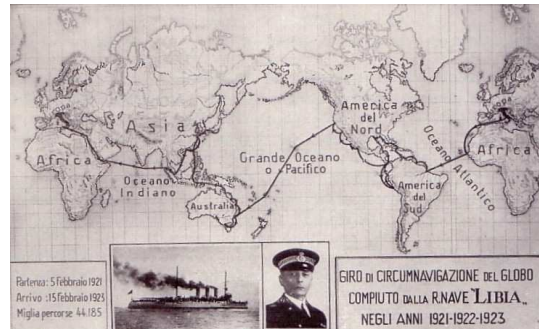 EUROPA
Asia
Africa
Oceano
Indiano
Australia
Grande Oceano
o Pacifico
America
del
Nord
America
del
Sud
Oceano Atlantico
Africa
Partenza: 5 febbraio 1921
Arrivo : 15 febbraio 1923
Miglia percorse 44.185
GIRO DI CIRCUMNAVIGAZIONE DEL GLOBO
COMPIUTO DALLA R.NAVE "LIBIA„
NEGLI ANNI 1921-1922-1923